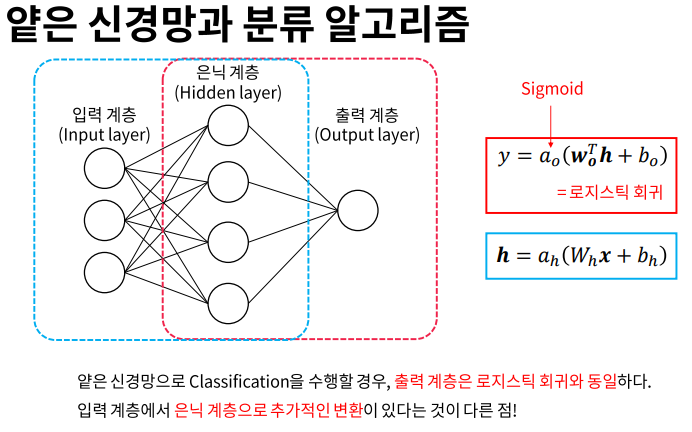 얕은 신경망과 분류 알고리즘
은닉 계층
(Hidden layer)
입력 계층
(Input layer)
출력 계층
(Output layer)
Sigmoid
y = a_o(w_o^T h + b_o)
= 로지스틱 회귀
h = a_h(W_h x + b_h)
얕은 신경망으로 Classification을 수행할 경우, 출력 계층은 로지스틱 회귀와 동일하다.
입력 계층에서 은닉 계층으로 추가적인 변환이 있다는 것이 다른 점!